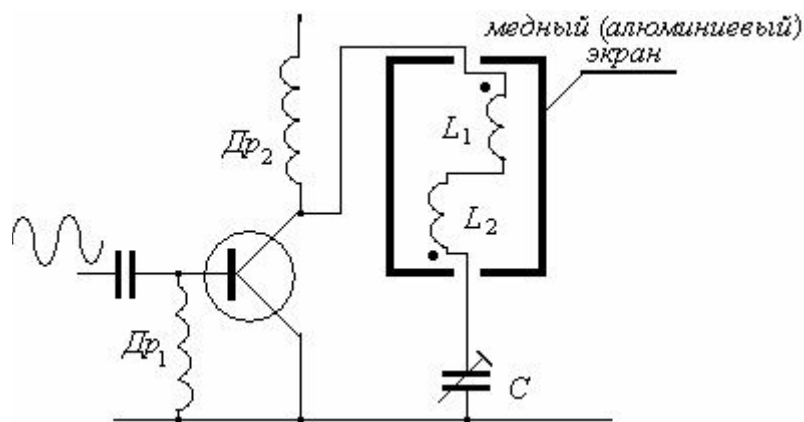 медный (алюминиевый)
экран
Др₂
L₁
L₂
Др₁
C